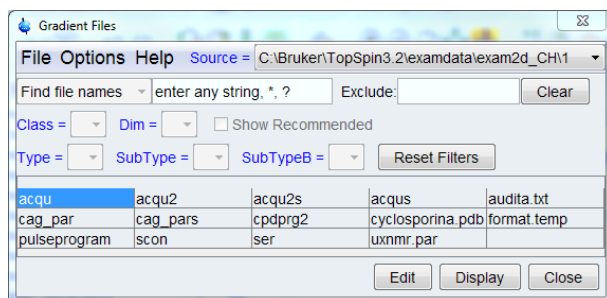 Gradient Files
File Options Help Source = C:\Bruker\TopSpin3.2\examdata\exam2d_CH\1
Find file names enter any string, *, ? Exclude: Clear
Class = Dim = Show Recommended
Type = SubType = SubTypeB = Reset Filters
acqu acqu2 acqu2s acqus audita.txt
cag_par cag_pars cpdprg2 cyclosporina.pdb format.temp
pulseprogram scon ser uxnmr.par
Edit Display Close